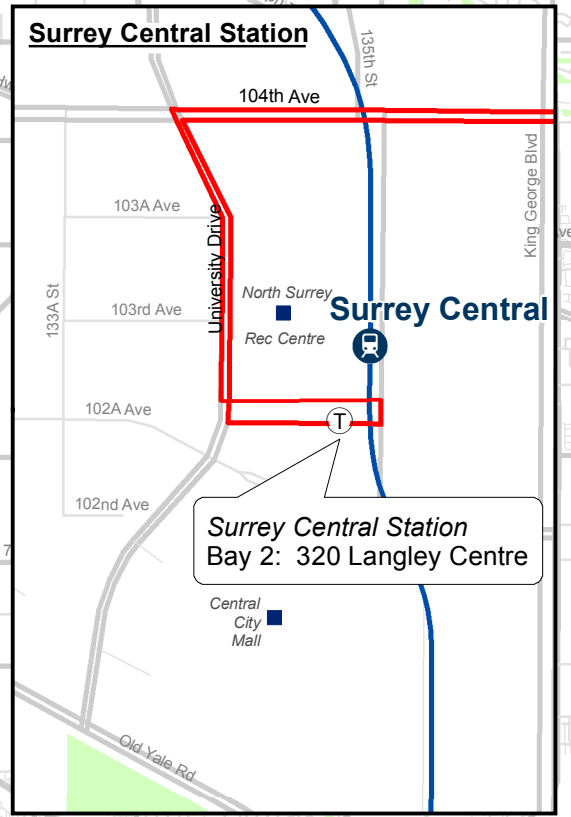 Surrey Central Station
135th St
104th Ave
King George Blvd
103A Ave
University Drive
133A St
North Surrey
Rec Centre
Surrey Central
103rd Ave
102A Ave
T
102nd Ave
Surrey Central Station
Bay 2:  320 Langley Centre
Central
City
Mall
Old Yale Rd